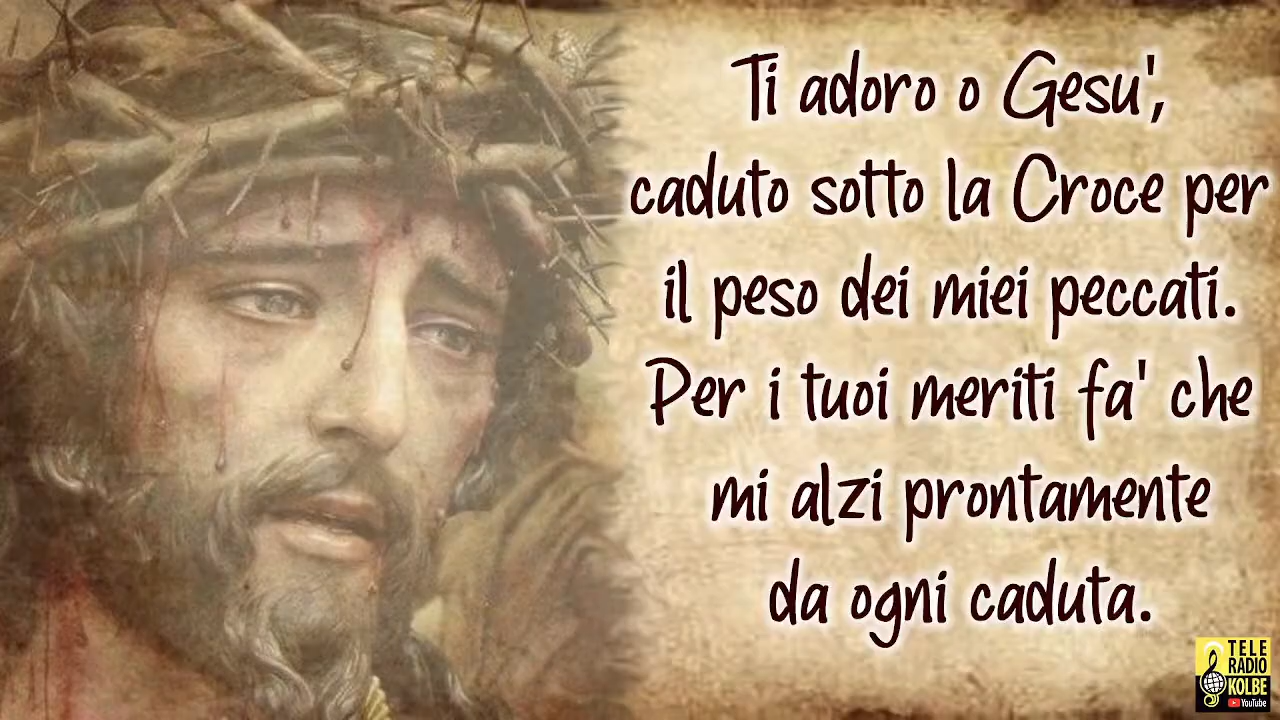 Ti adoro o Gesu',
caduto sotto la Croce per
il peso dei miei peccati.
Per i tuoi meriti fa' che
mi alzi prontamente
da ogni caduta.
TELE
RADIO
KOLBE
YouTube